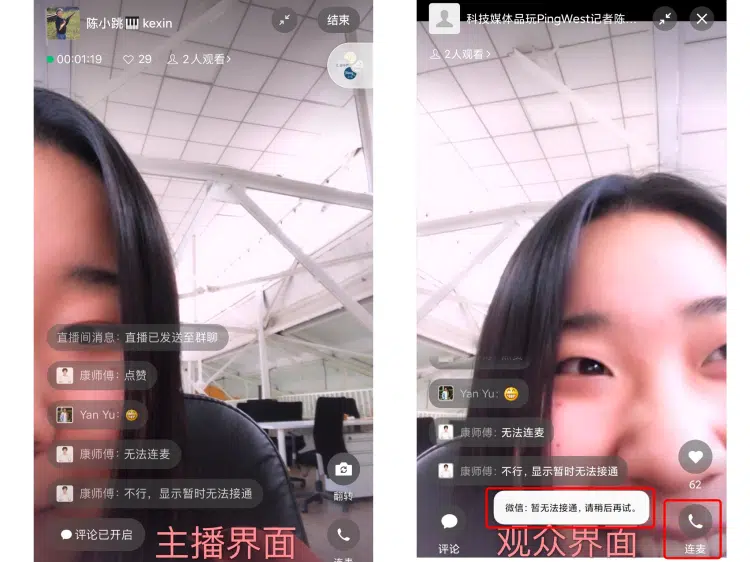 陈小跳🎹 kexin
结束
00:01:19
29
2人观看>
直播间消息：直播已发送至群聊
康师傅：点赞
Yan Yu：😅
康师傅：无法连麦
康师傅：不行，显示暂时无法接通
评论已开启
翻转
主播界面
科技媒体品玩PingWest记者陈...
2人观看>
Yan Yu：😅
康师傅：无法连麦
康师傅：不行，显示暂时无法接通
62
微信：暂无法接通，请稍后再试。
评论
观众界面
连麦